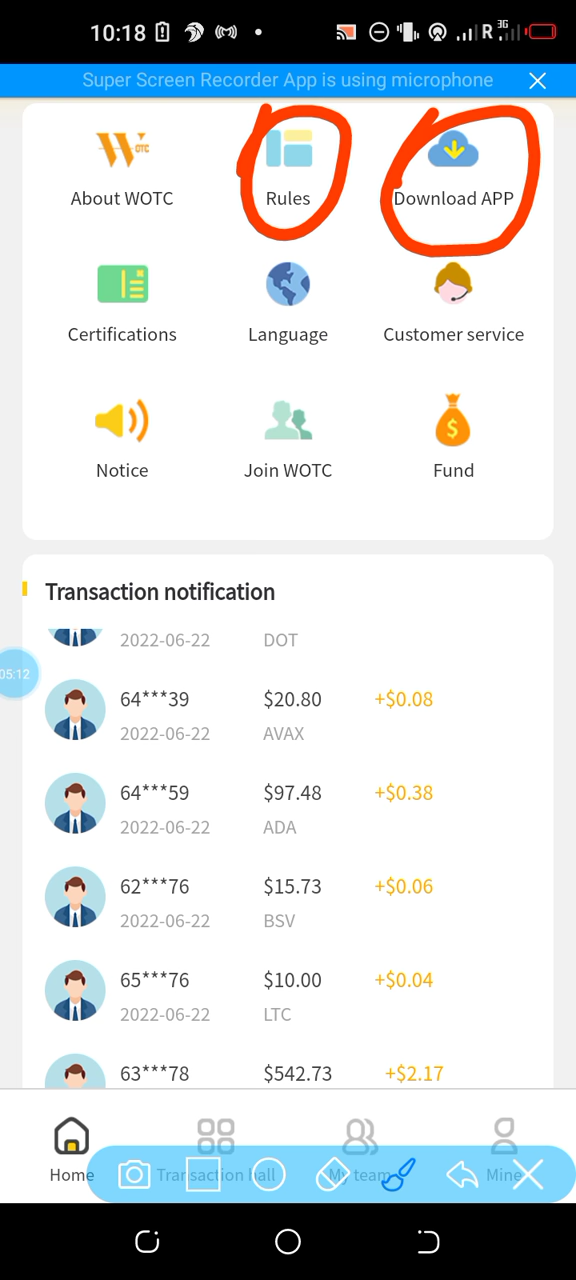 10:18
R 3G
Super Screen Recorder App is using microphone
W OTC
About WOTC
Rules
Download APP
Certifications
Language
Customer service
Notice
Join WOTC
Fund
Transaction notification
2022-06-22 DOT
05:12
64***39 $20.80 +$0.08
2022-06-22 AVAX
64***59 $97.48 +$0.38
2022-06-22 ADA
62***76 $15.73 +$0.06
2022-06-22 BSV
65***76 $10.00 +$0.04
2022-06-22 LTC
63***78 $542.73 +$2.17
Home
Transaction hall
My team
Mine